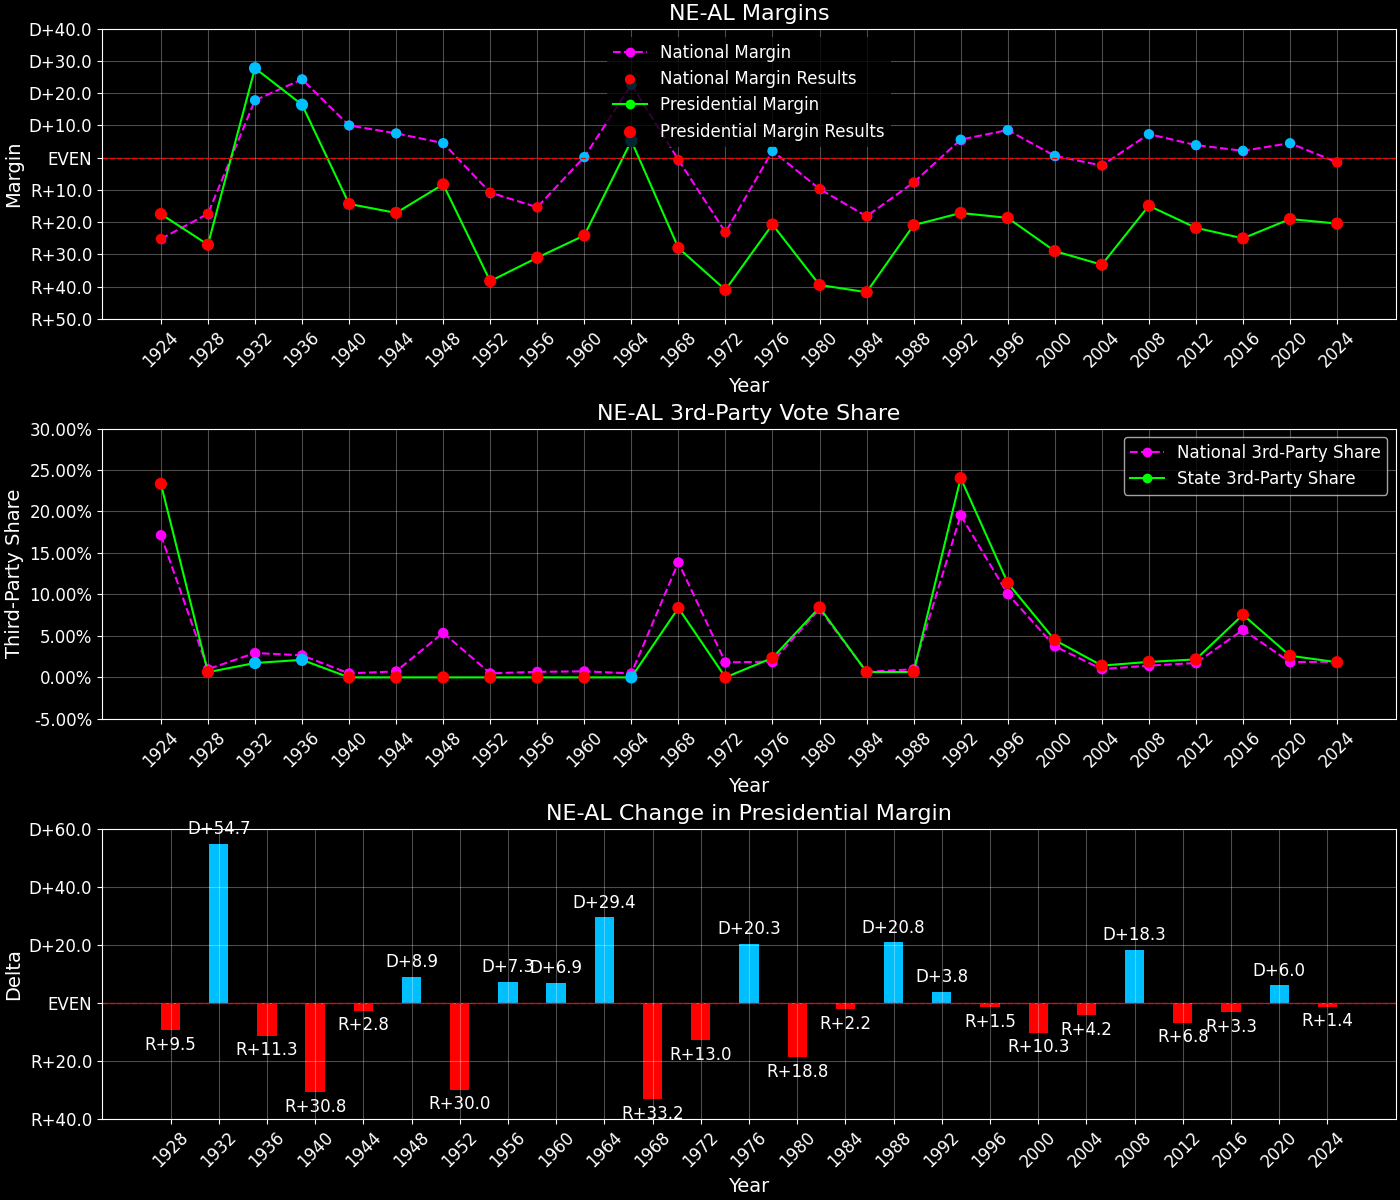 NE-AL Margins
D+40.0
D+30.0
D+20.0
D+10.0
EVEN
R+10.0
R+20.0
R+30.0
R+40.0
R+50.0
Margin
National Margin
National Margin Results
Presidential Margin
Presidential Margin Results
1924 1928 1932 1936 1940 1944 1948 1952 1956 1960 1964 1968 1972 1976 1980 1984 1988 1992 1996 2000 2004 2008 2012 2016 2020 2024
Year
NE-AL 3rd-Party Vote Share
30.00%
25.00%
20.00%
15.00%
10.00%
5.00%
0.00%
-5.00%
Third-Party Share
National 3rd-Party Share
State 3rd-Party Share
1924 1928 1932 1936 1940 1944 1948 1952 1956 1960 1964 1968 1972 1976 1980 1984 1988 1992 1996 2000 2004 2008 2012 2016 2020 2024
Year
NE-AL Change in Presidential Margin
D+60.0
D+40.0
D+20.0
EVEN
R+20.0
R+40.0
Delta
R+9.5
D+54.7
R+11.3
R+30.8
R+2.8
D+8.9
R+30.0
D+7.3
D+6.9
D+29.4
R+33.2
R+13.0
D+20.3
R+18.8
R+2.2
D+20.8
D+3.8
R+1.5
R+10.3
R+4.2
D+18.3
R+6.8
R+3.3
D+6.0
R+1.4
1928 1932 1936 1940 1944 1948 1952 1956 1960 1964 1968 1972 1976 1980 1984 1988 1992 1996 2000 2004 2008 2012 2016 2020 2024
Year